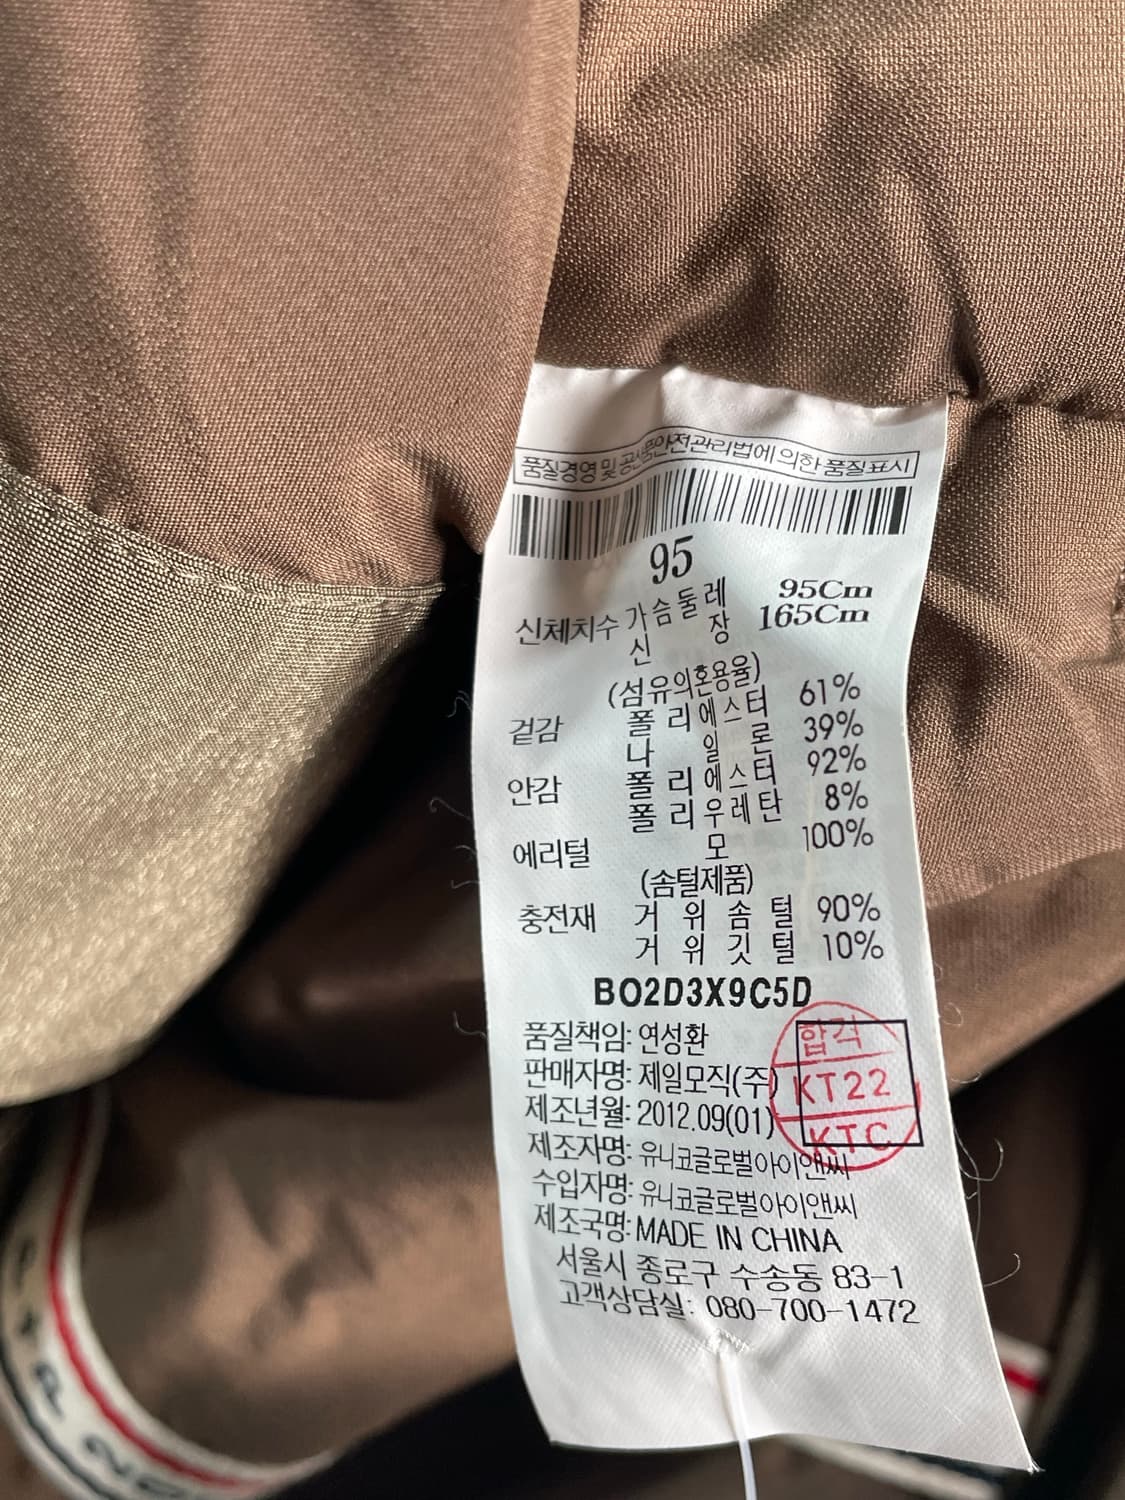 품질경영 및 공산품안전관리법에 의한 품질표시
95
신체치수 가슴둘레 95Cm
신장 165Cm
(섬유의혼용율)
겉감 폴리에스터 61%
나일론 39%
안감 폴리에스터 92%
폴리우레탄 8%
에리털 모 100%
(솜털제품)
충전재 거위솜털 90%
거위깃털 10%
BO2D3X9C5D
품질책임: 연성환
판매자명: 제일모직(주)
제조년월: 2012.09(01)
제조자명: 유니코글로벌아이앤씨
수입자명: 유니코글로벌아이앤씨
제조국명: MADE IN CHINA
서울시 종로구 수송동 83-1
고객상담실: 080-700-1472
합격
KT22
KTC